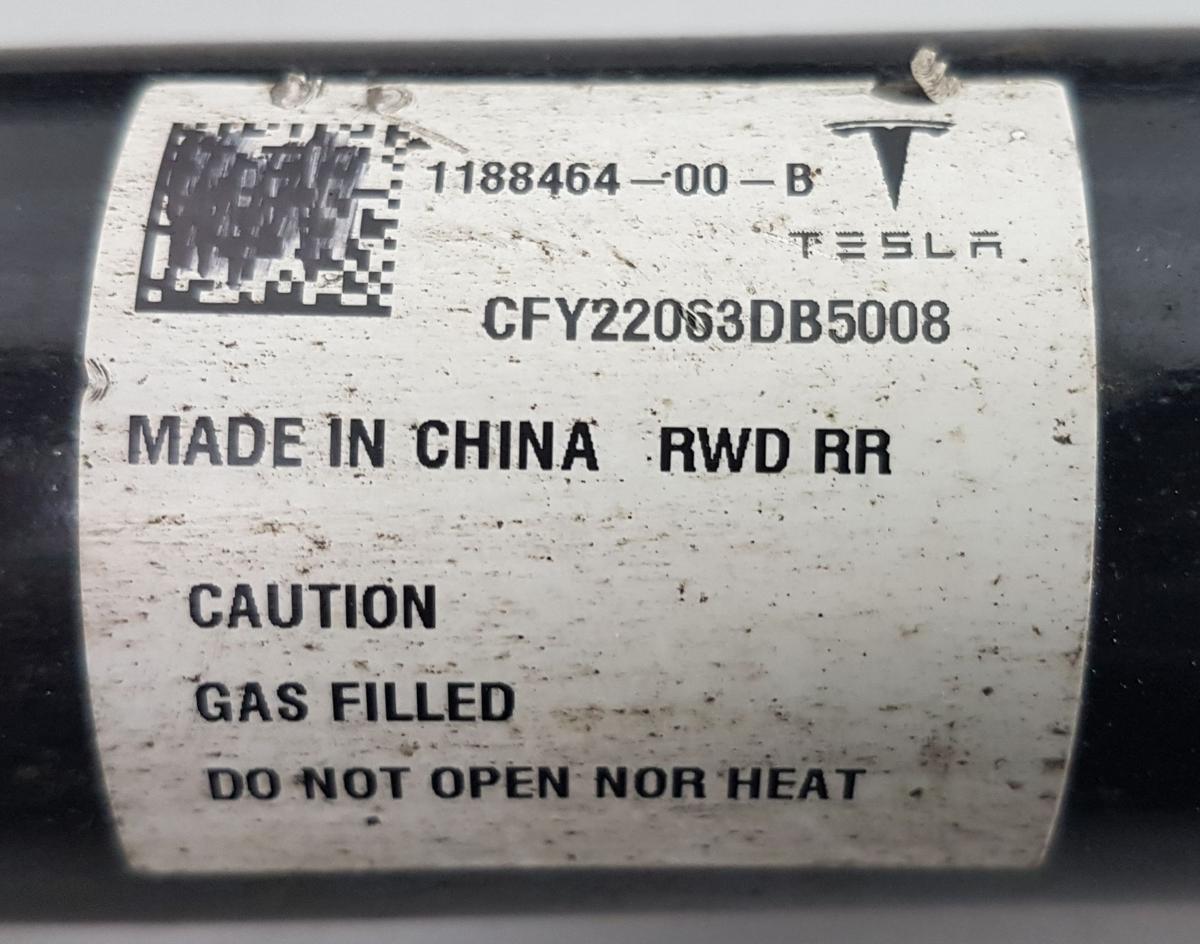 1188464-00-B
TESLA
CFY22063DB5008
MADE IN CHINA RWD RR
CAUTION
GAS FILLED
DO NOT OPEN NOR HEAT